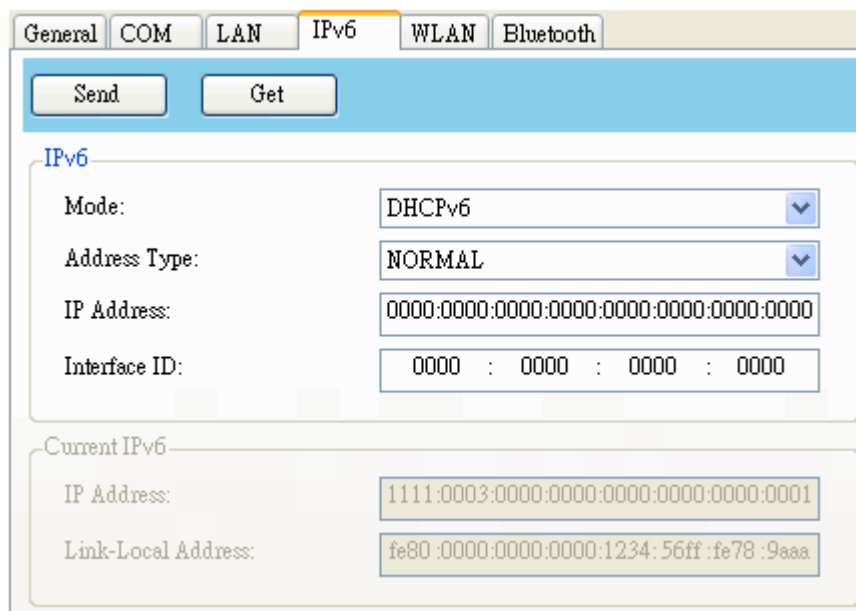 General COM LAN IPv6 WLAN Bluetooth
Send Get
IPv6
Mode: DHCPv6
Address Type: NORMAL
IP Address: 0000:0000:0000:0000:0000:0000:0000:0000
Interface ID: 0000 : 0000 : 0000 : 0000
Current IPv6
IP Address: 1111:0003:0000:0000:0000:0000:0000:0001
Link-Local Address: fe80 :0000:0000:0000:1234: 56ff :fe78 :9aaa